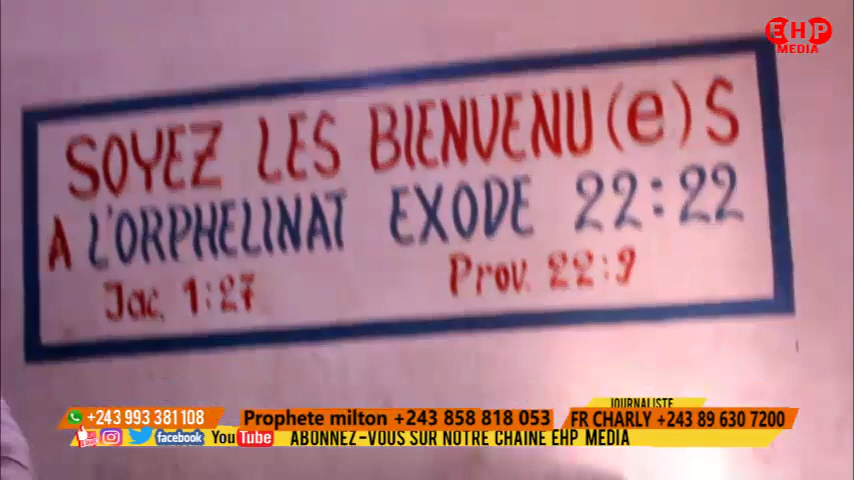 EHP
MEDIA
SOYEZ LES BIENVENU(e)S
A L'ORPHELINAT EXODE 22:22
Jac. 1:27 Prov. 22:9
JOURNALISTE
+243 993 381 108 Prophete milton +243 858 818 053 FR CHARLY +243 89 630 7200
facebook YouTube ABONNEZ-VOUS SUR NOTRE CHAINE EHP MEDIA